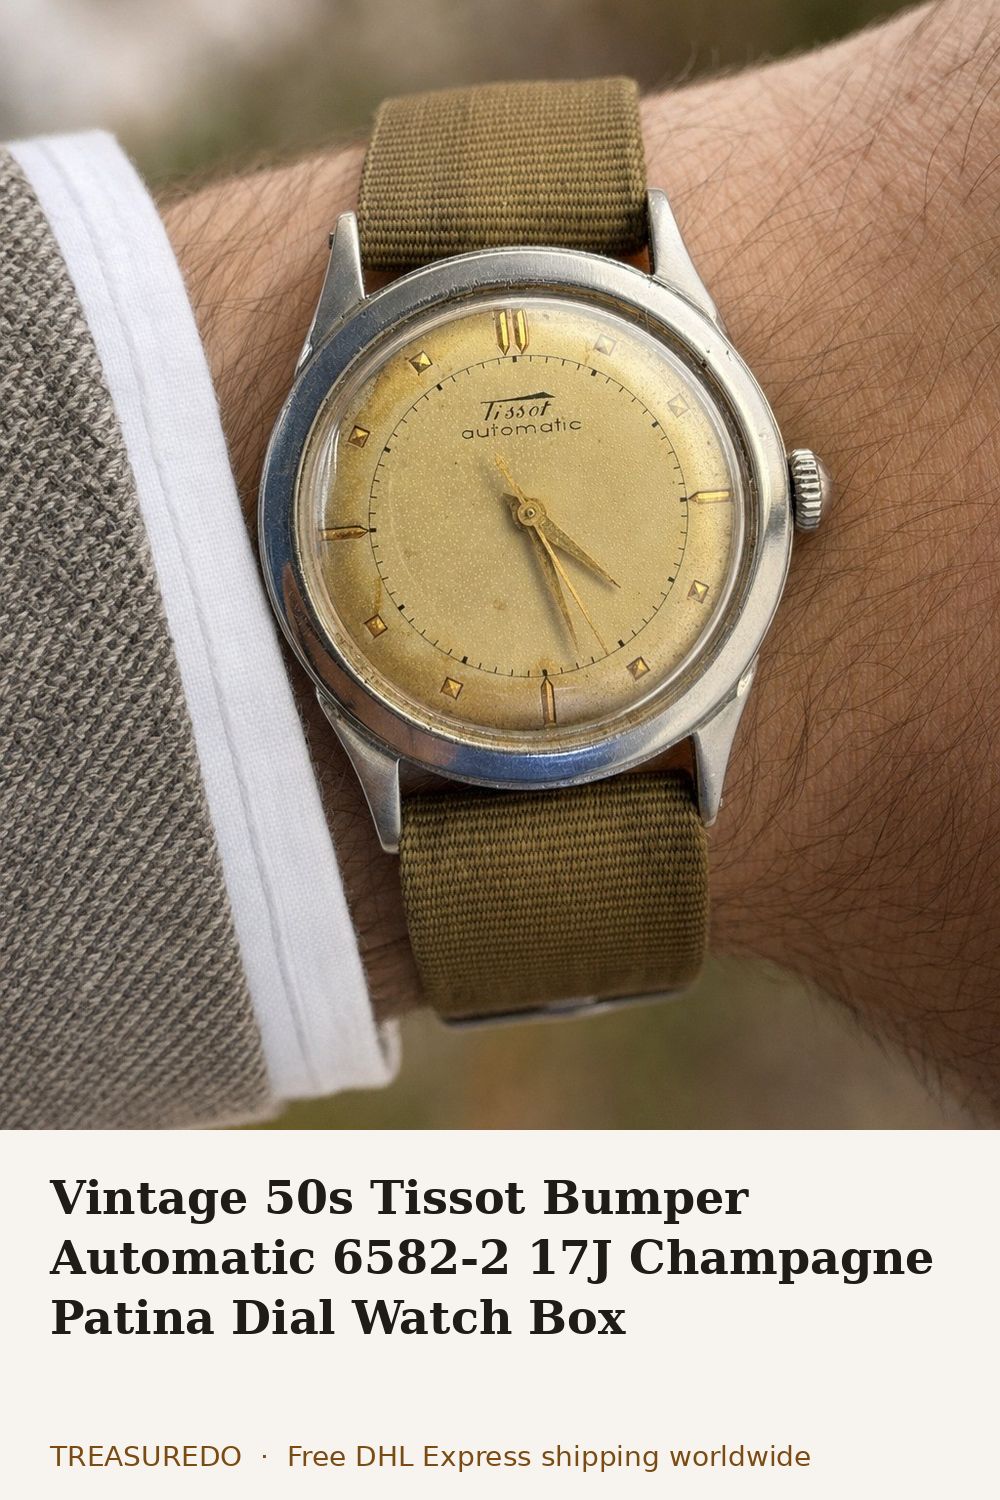 Tissot
automatic
Vintage 50s Tissot Bumper
Automatic 6582-2 17J Champagne
Patina Dial Watch Box
TREASUREDO · Free DHL Express shipping worldwide